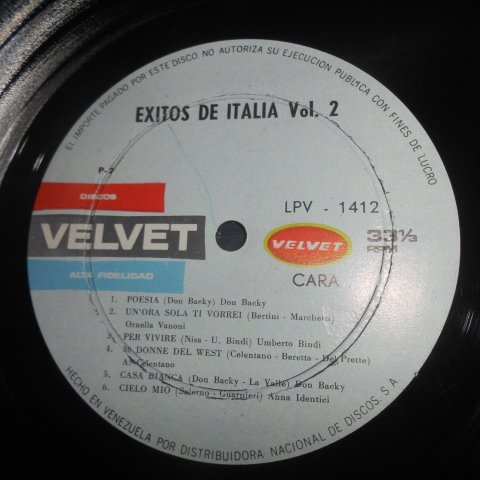 EL IMPORTE PAGADO POR ESTE DISCO, NO AUTORIZA SU EJECUCION PUBLICA CON FINES DE LUCRO
EXITOS DE ITALIA Vol. 2
P-2
DISCOS
VELVET
ALTA FIDELIDAD
LPV - 1412
VELVET
33⅓
RPM
CARA
1. POESIA (Don Backy) Don Backy
2. UN'ORA SOLA TI VORREI (Bertini - Marchetti)
Ornella Vanoni
3. PER VIVIRE (Nisa - U. Bindi) Umberto Bindi
4. 30 DONNE DEL WEST (Celentano - Beretta - Del Prette)
A. Celentano
5. CASA BIANCA (Don Backy - La Valle) Don Backy
6. CIELO MIO (Salerno - Guarnieri) Anna Identici
HECHO EN VENEZUELA POR DISTRIBUIDORA NACIONAL DE DISCOS. S.A.